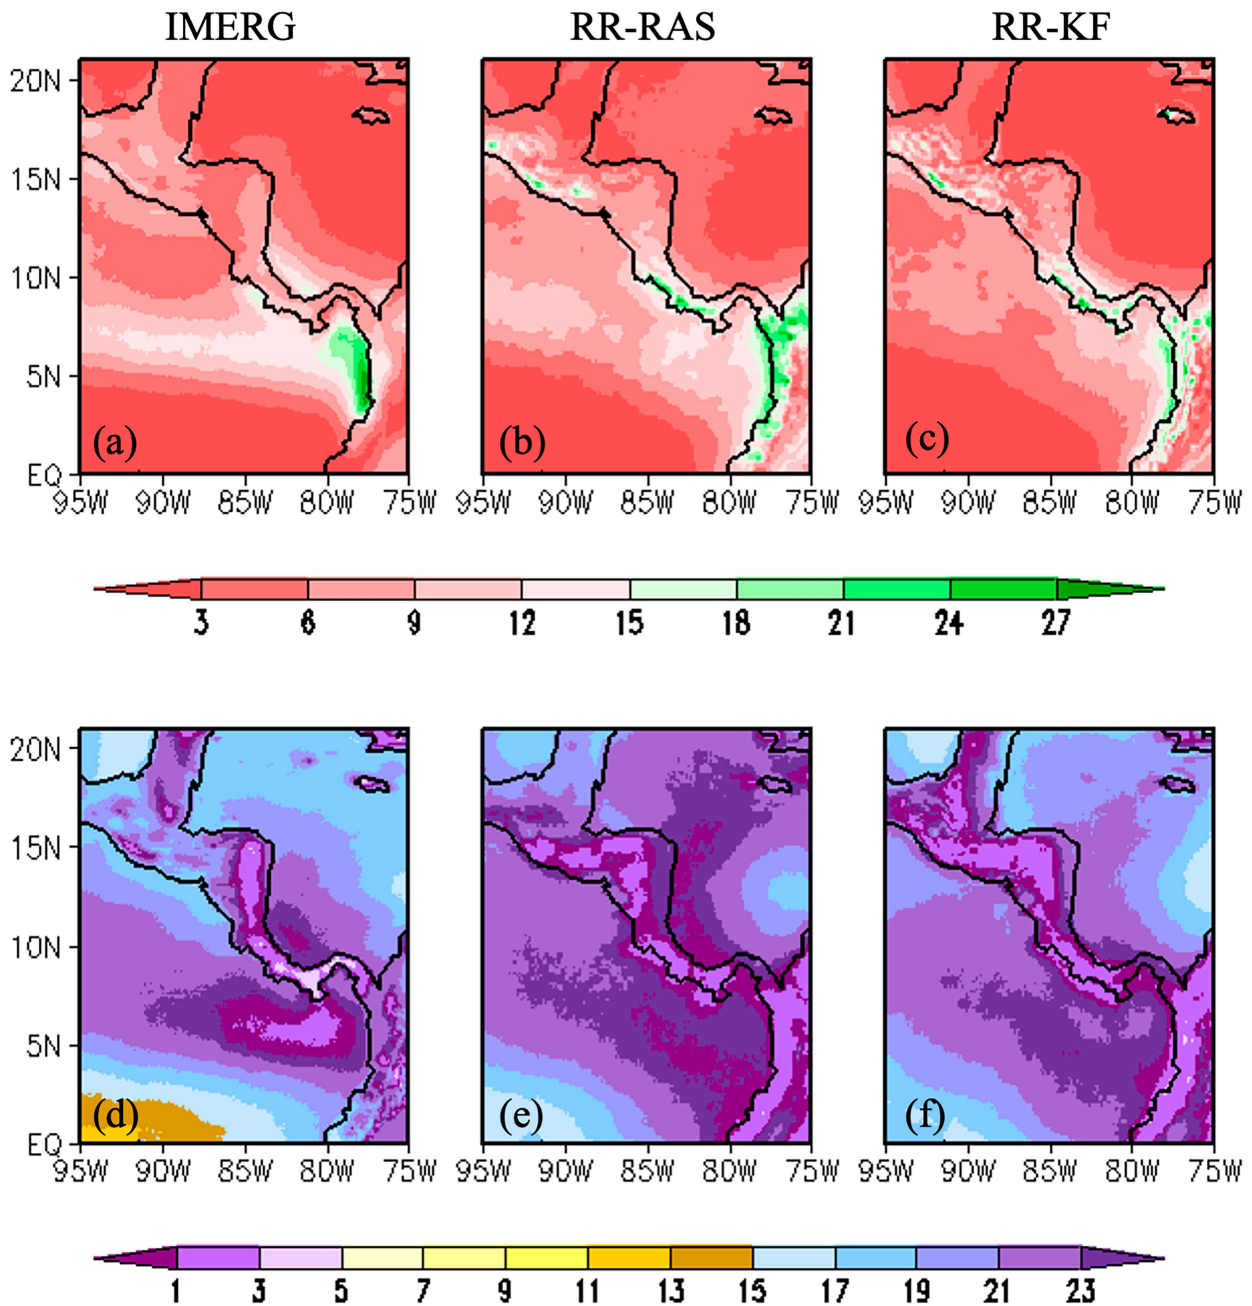 IMERG RR-RAS RR-KF
20N
15N
10N
5N
EQ
(a) (b) (c)
95W 90W 85W 80W 75W 95W 90W 85W 80W 75W 95W 90W 85W 80W 75W
3 6 9 12 15 18 21 24 27
20N
15N
10N
5N
EQ
(d) (e) (f)
95W 90W 85W 80W 75W 95W 90W 85W 80W 75W 95W 90W 85W 80W 75W
1 3 5 7 9 11 13 15 17 19 21 23